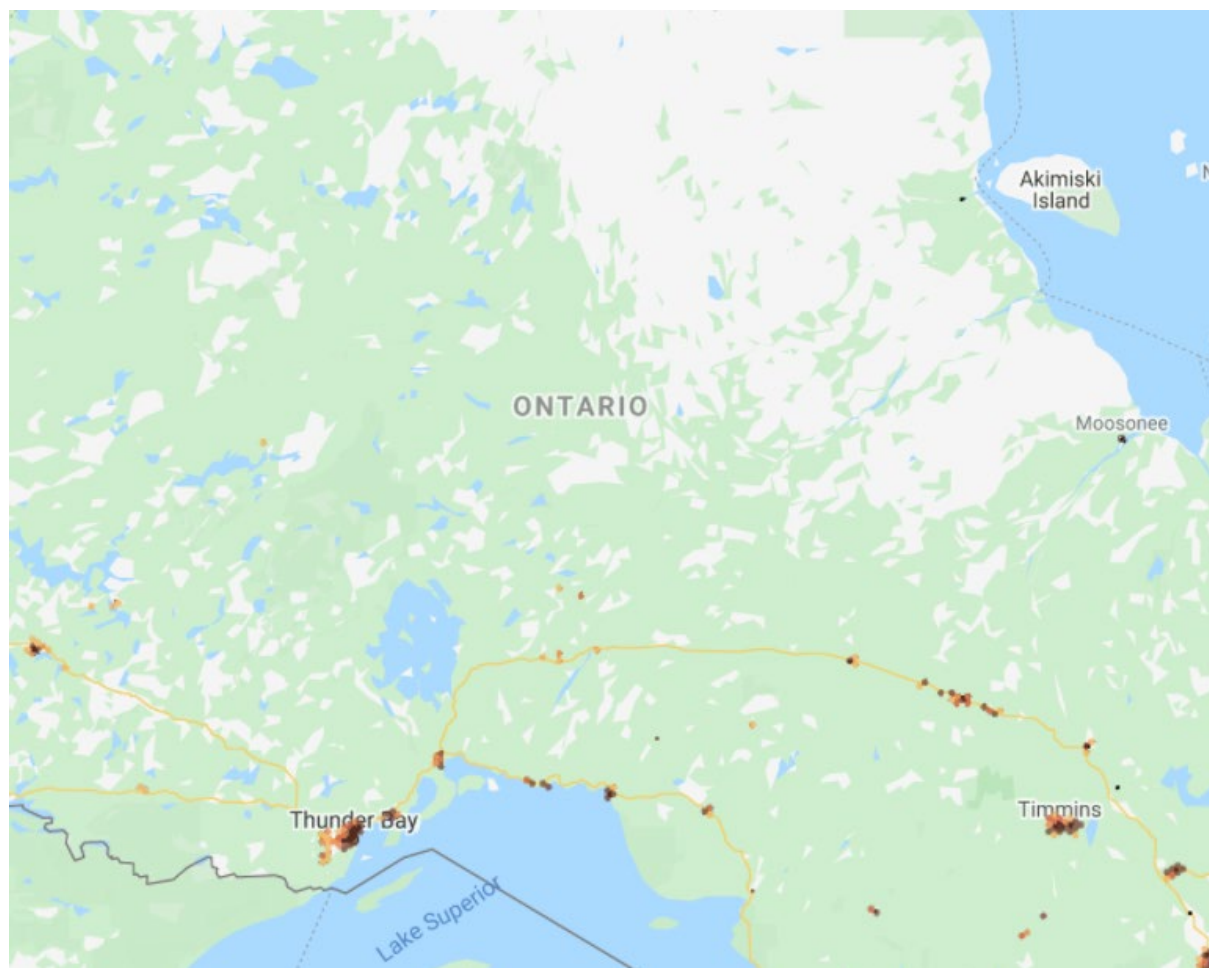 Akimiski
Island
N
ONTARIO
Moosonee
Timmins
Thunder Bay
Lake Superior